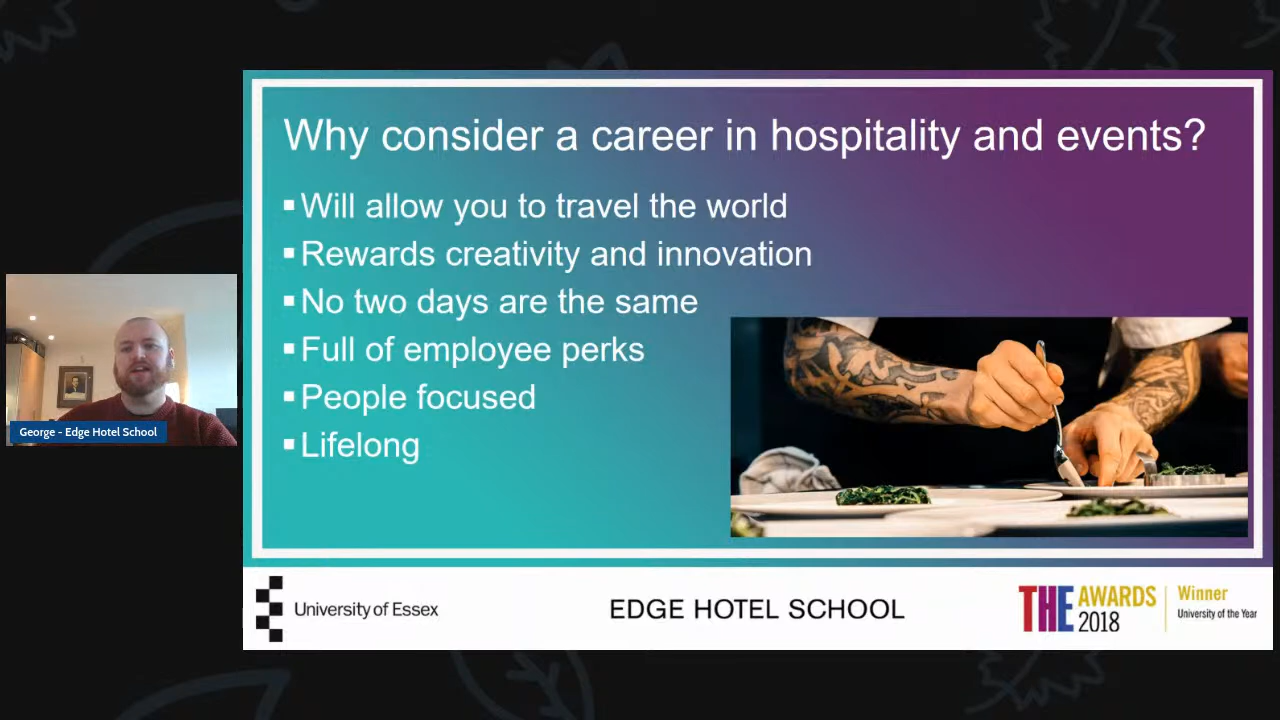 Why consider a career in hospitality and events?
▪Will allow you to travel the world
▪Rewards creativity and innovation
▪No two days are the same
▪Full of employee perks
▪People focused
▪Lifelong
George - Edge Hotel School
University of Essex
EDGE HOTEL SCHOOL
THE AWARDS 2018
Winner
University of the Year